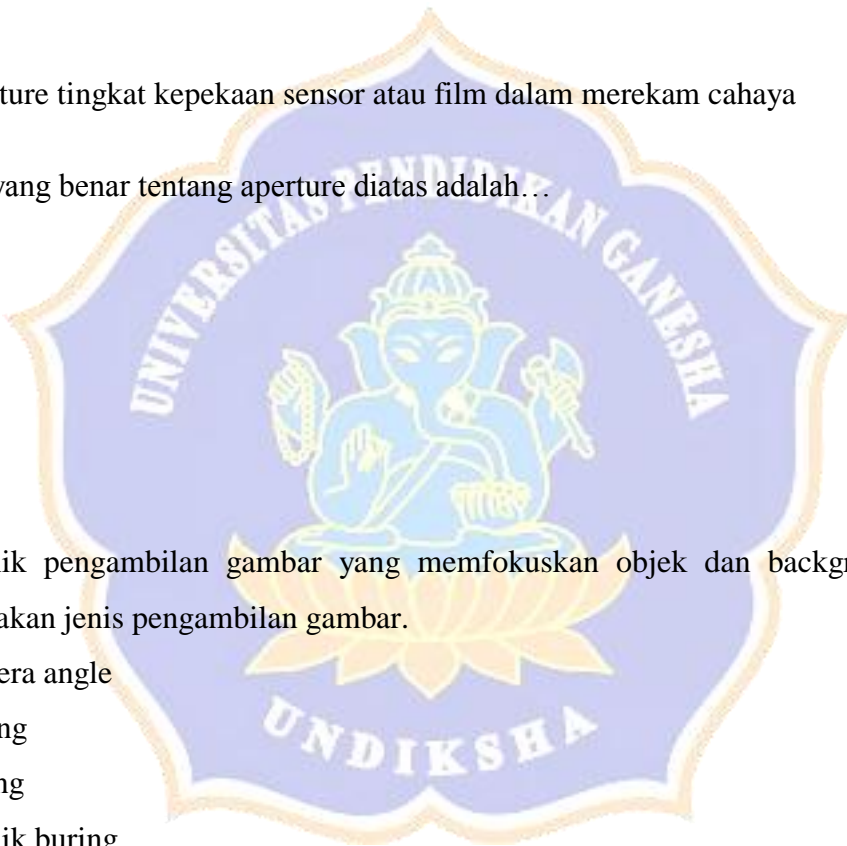 ture tingkat kepekaan sensor atau film dalam merekam cahaya
yang benar tentang aperture diatas adalah…
UNIVERSITAS PENDIDIKAN GANESHA
nik pengambilan gambar yang memfokuskan objek dan backgr
akan jenis pengambilan gambar.
era angle
ng
ng
UNDIKSHA
ik buring